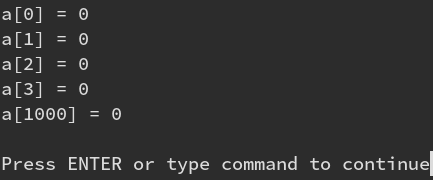 a[0] = 0
a[1] = 0
a[2] = 0
a[3] = 0
a[1000] = 0
Press ENTER or type command to continue